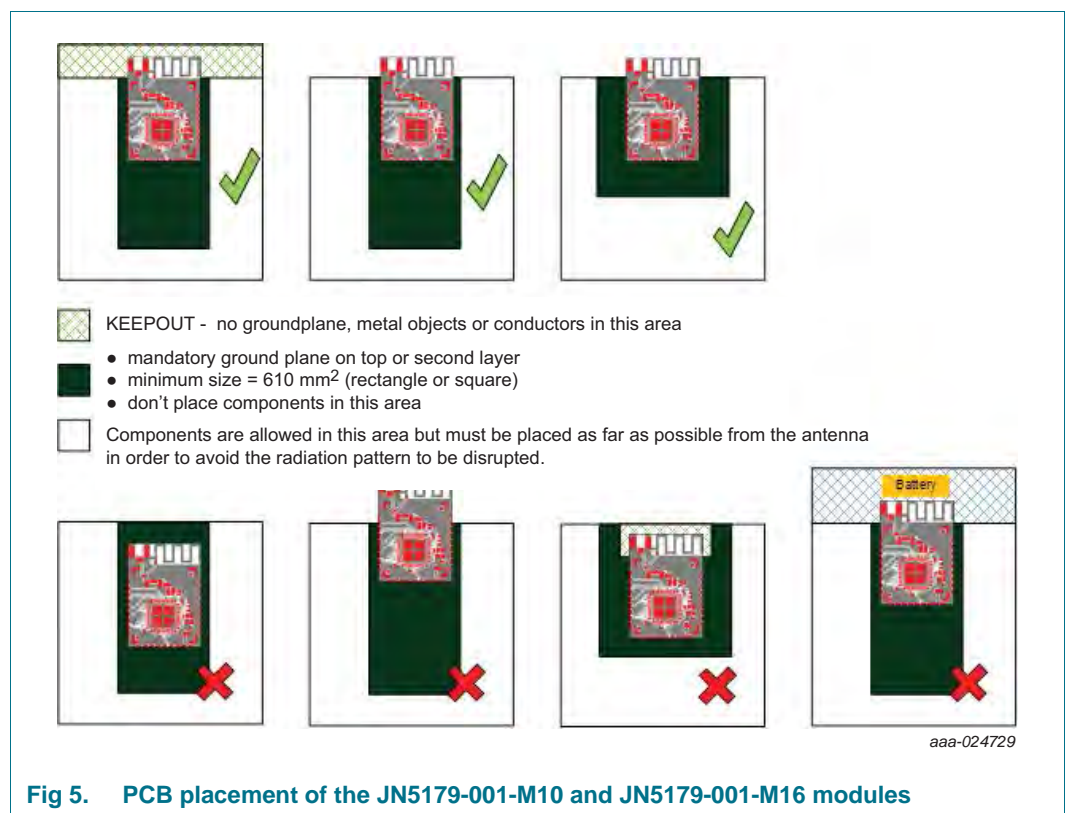 KEEPOUT - no groundplane, metal objects or conductors in this area
● mandatory ground plane on top or second layer
● minimum size = 610 mm2 (rectangle or square)
● don't place components in this area
Components are allowed in this area but must be placed as far as possible from the antenna
in order to avoid the radiation pattern to be disrupted.
Battery
aaa-024729
Fig 5. PCB placement of the JN5179-001-M10 and JN5179-001-M16 modules